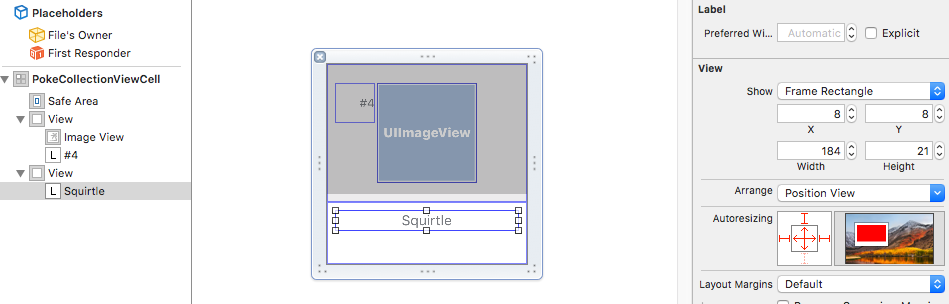 Placeholders
File's Owner
First Responder
PokeCollectionViewCell
Safe Area
View
Image View
L #4
View
L Squirtle
#4
UIImageView
Squirtle
Label
Preferred Wi... Automatic Explicit
View
Show Frame Rectangle
8 8
X Y
184 21
Width Height
Arrange Position View
Autoresizing
Layout Margins Default